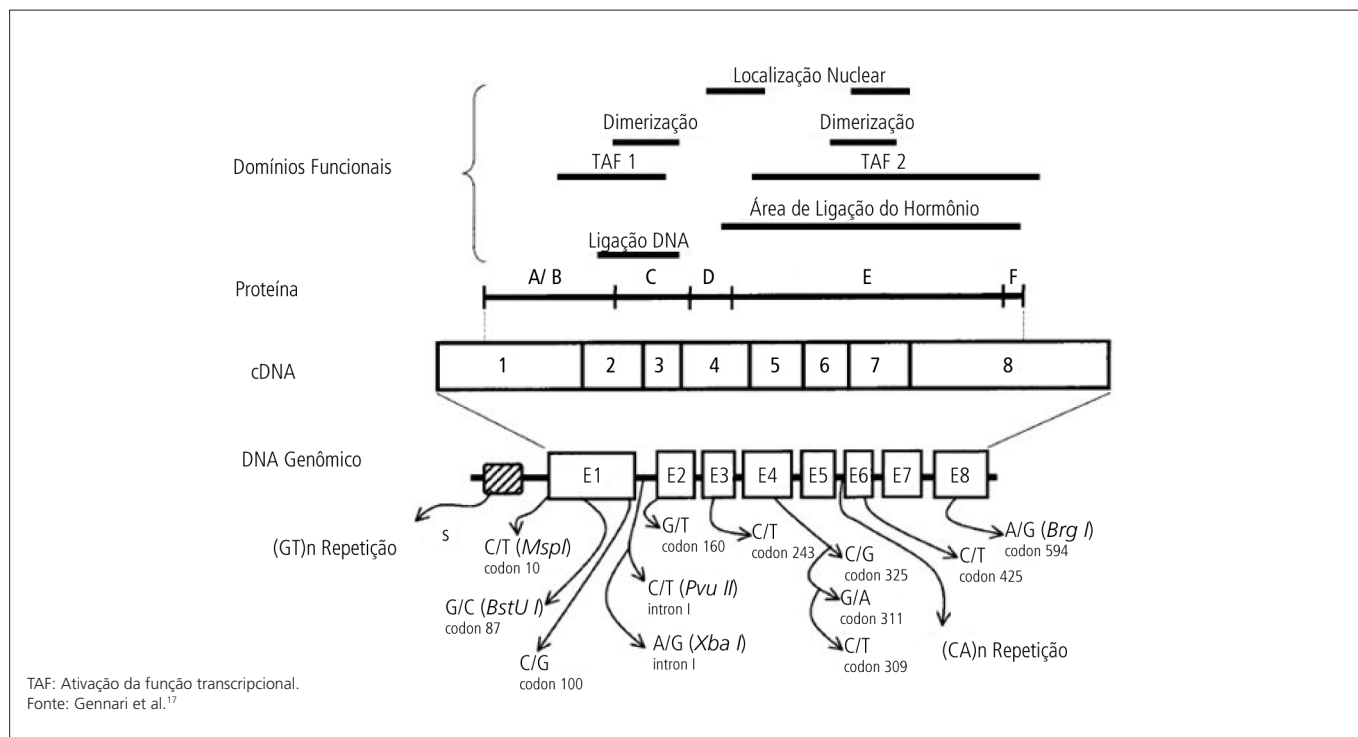 Localização Nuclear
Dimerização
Dimerização
Domínios Funcionais
TAF 1
TAF 2
Área de Ligação do Hormônio
Ligação DNA
Proteína
A/ B
C
D
E
F
cDNA
1
2
3
4
5
6
7
8
DNA Genômico
E1
E2
E3
E4
E5
E6
E7
E8
(GT)n Repetição
s
C/T (MspI)
codon 10
G/C (BstU I)
codon 87
C/G
codon 100
C/T (Pvu II)
intron I
A/G (Xba I)
intron I
G/T
codon 160
C/T
codon 243
C/G
codon 325
G/A
codon 311
C/T
codon 309
(CA)n Repetição
C/T
codon 425
A/G (Brg I)
codon 594
TAF: Ativação da função transcripcional.
Fonte: Gennari et al.17